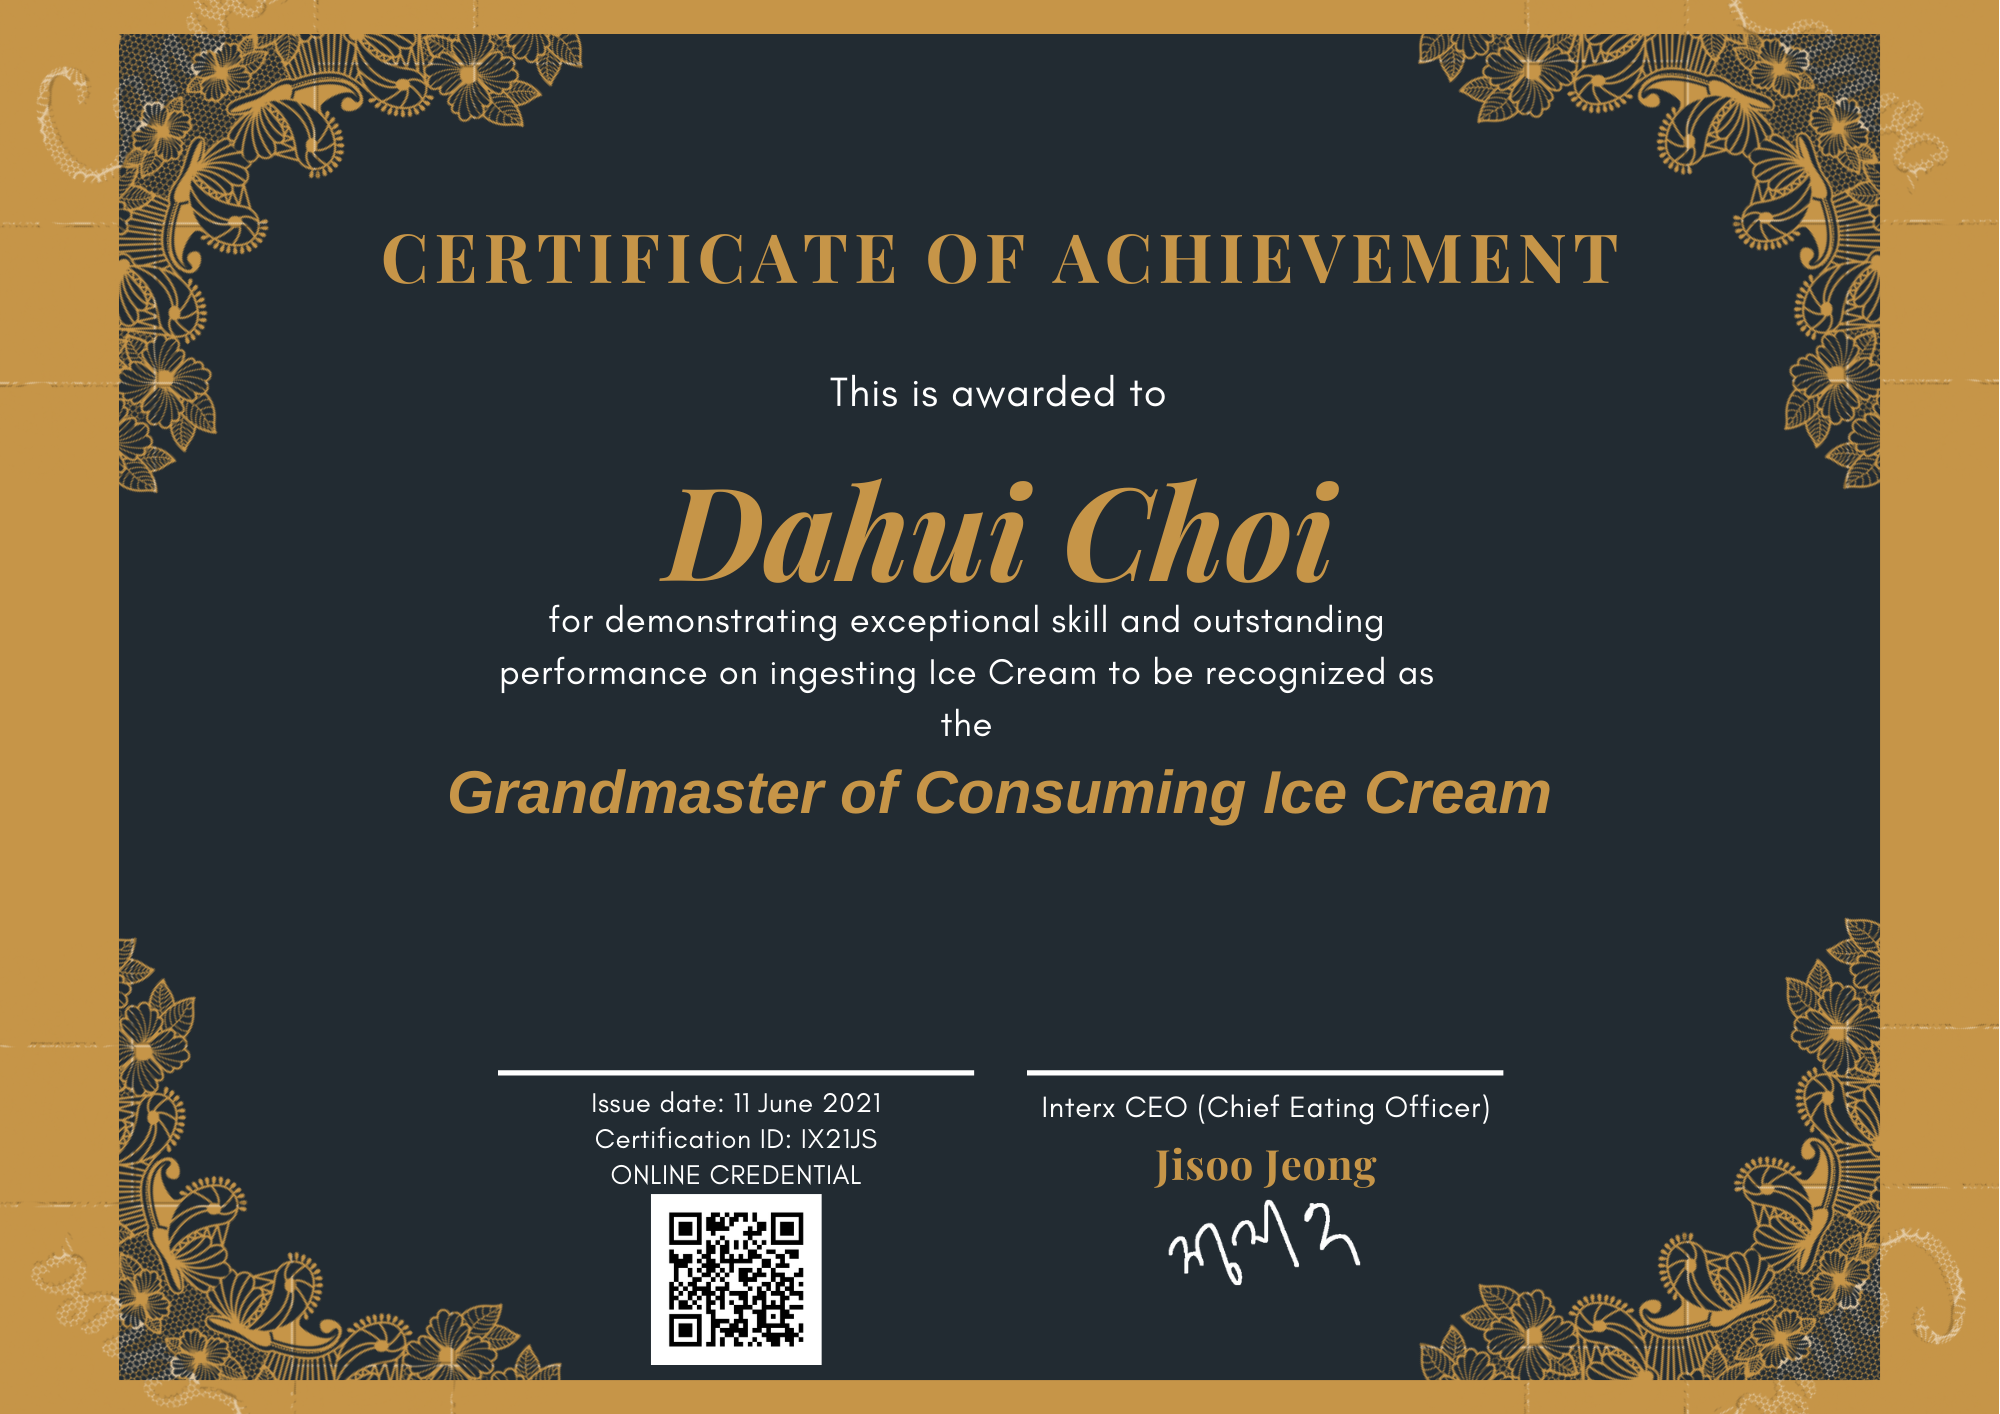 CERTIFICATE OF ACHIEVEMENT
This is awarded to
Dahui Choi
for demonstrating exceptional skill and outstanding
performance on ingesting Ice Cream to be recognized as
the
Grandmaster of Consuming Ice Cream
Issue date: 11 June 2021
Certification ID: IX21JS
ONLINE CREDENTIAL
Interx CEO (Chief Eating Officer)
Jisoo Jeong